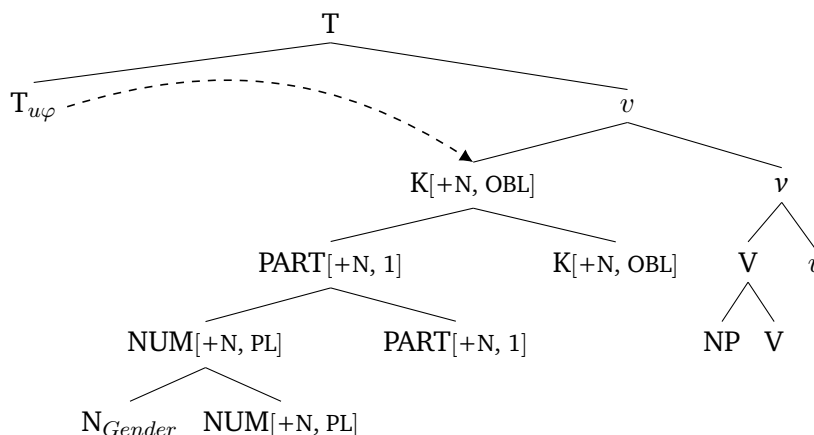 T
T_{uφ} v
K[+N, OBL] v
PART[+N, 1] K[+N, OBL] V
NUM[+N, PL] PART[+N, 1] NP V
N_{Gender} NUM[+N, PL]